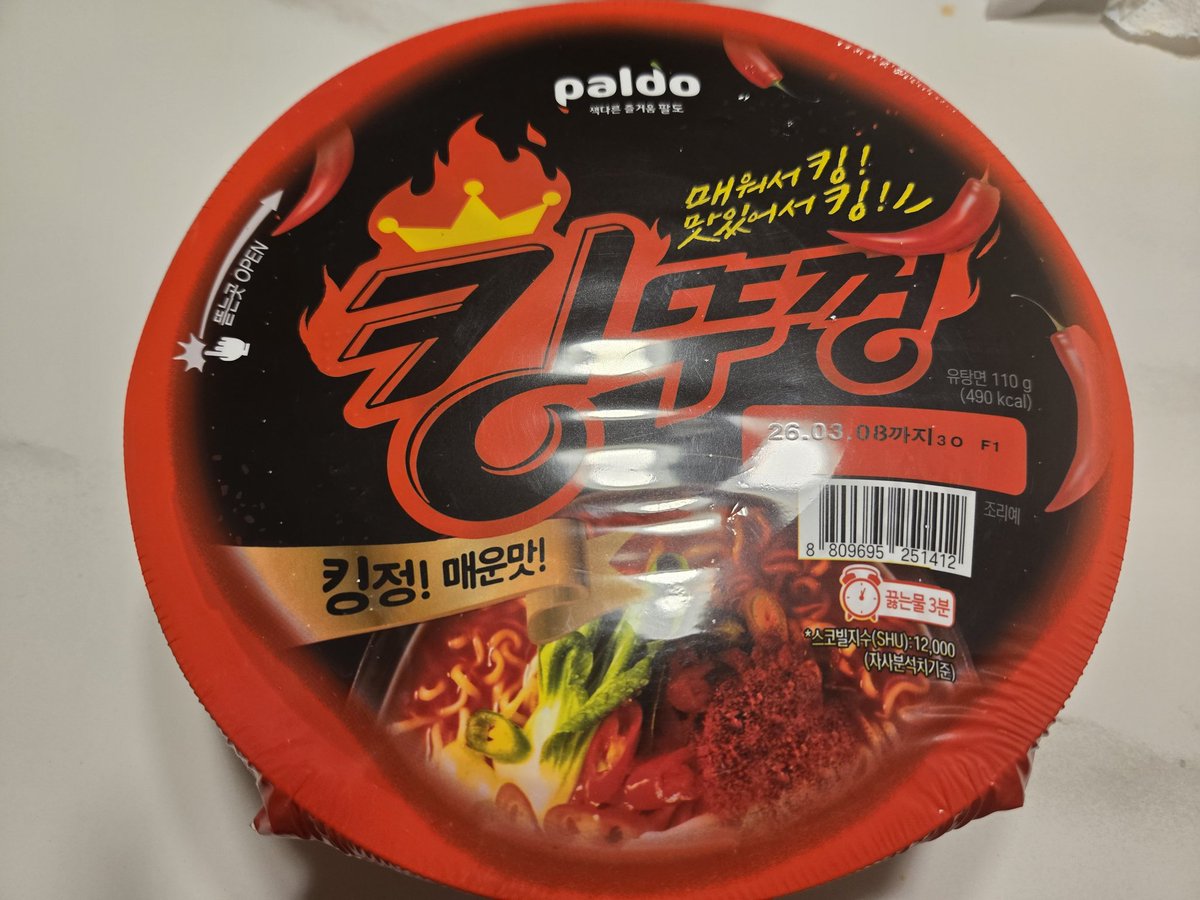 paldo
색다른 즐거움 팔도
매워서 킹!
맛있어서 킹!!
뜯는곳 OPEN
킹뚜껑
유탕면 110 g
(490 kcal)
26.03.08까지30 F1
8 809695 251412
조리예
킹정! 매운맛!
끓는물 3분
*스코빌지수(SHU):12,000
(자사분석치기준)